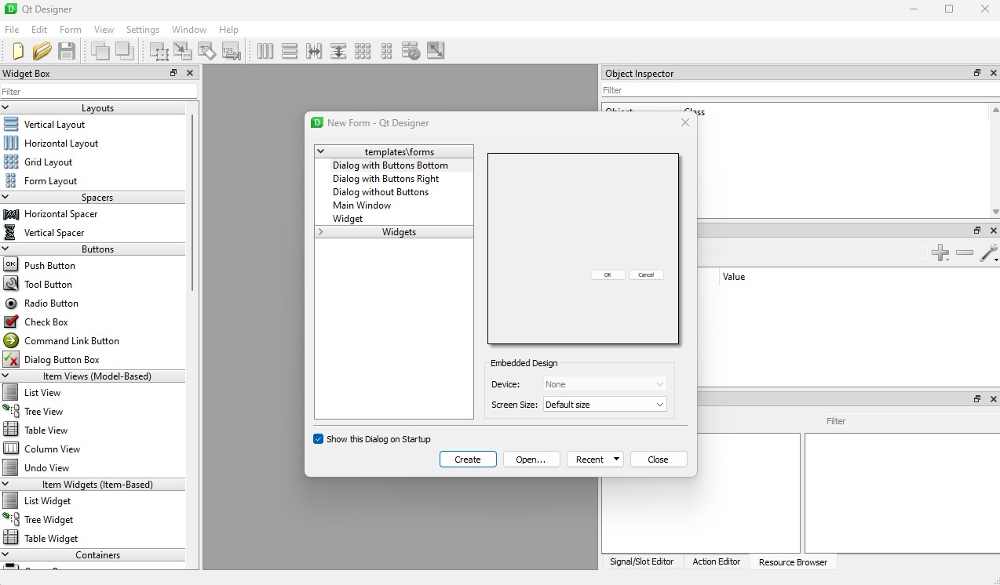 Qt Designer
File Edit Form View Settings Window Help
Widget Box
Filter
Layouts
Vertical Layout
Horizontal Layout
Grid Layout
Form Layout
Spacers
Horizontal Spacer
Vertical Spacer
Buttons
OK Push Button
Tool Button
Radio Button
Check Box
Command Link Button
Dialog Button Box
Item Views (Model-Based)
List View
Tree View
Table View
Column View
Undo View
Item Widgets (Item-Based)
List Widget
Tree Widget
Table Widget
Containers
New Form - Qt Designer
templates\forms
Dialog with Buttons Bottom
Dialog with Buttons Right
Dialog without Buttons
Main Window
Widget
Widgets
OK Cancel
Embedded Design
Device: None
Screen Size: Default size
Show this Dialog on Startup
Create Open... Recent Close
Object Inspector
Filter
Object
Value
Filter
Signal/Slot Editor Action Editor Resource Browser